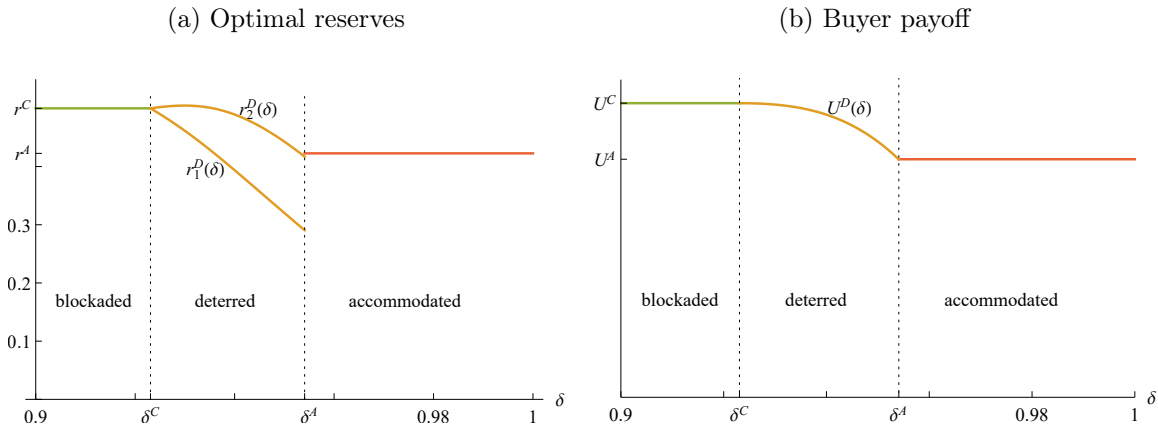 (a) Optimal reserves
r^C
r_2^D(δ)
r^A
r_1^D(δ)
0.3
0.2
blockaded
deterred
accommodated
0.1
0.9
δ^C
δ^A
0.98
1
δ
(b) Buyer payoff
U^C
U^D(δ)
U^A
blockaded
deterred
accommodated
0.9
δ^C
δ^A
0.98
1
δ